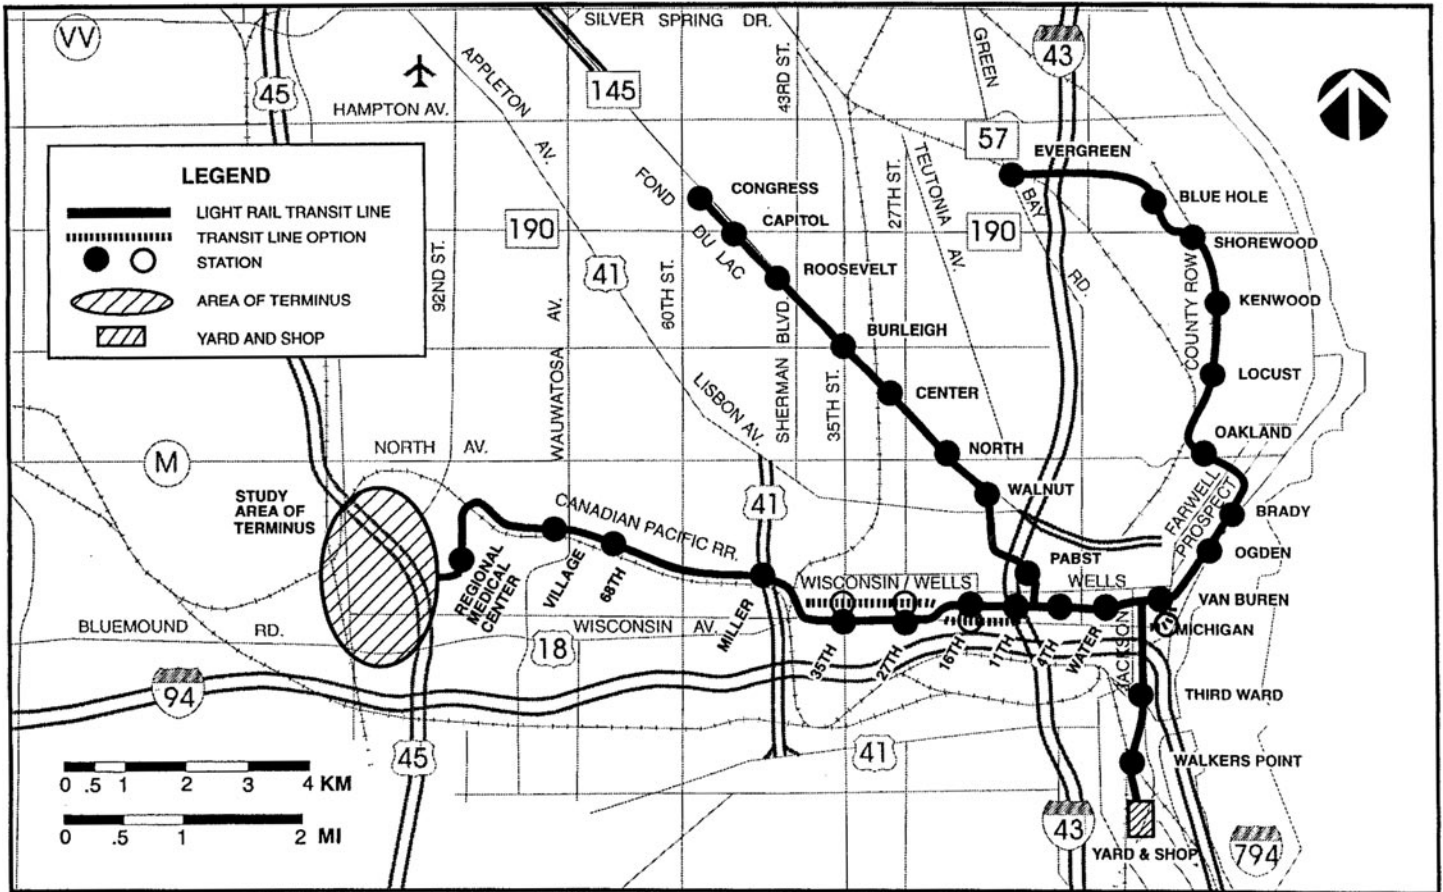 SILVER SPRING DR.
VV
45
APPLETON
AV.
145
43RD ST.
GREEN
43
HAMPTON AV.
57
EVERGREEN
BAY
RD.
LEGEND
LIGHT RAIL TRANSIT LINE
TRANSIT LINE OPTION
STATION
AREA OF TERMINUS
YARD AND SHOP
FOND
DU LAC
CONGRESS
CAPITOL
ROOSEVELT
BURLEIGH
CENTER
NORTH
WALNUT
PABST
27TH ST.
TEUTONIA
AV.
190
190
BLUE HOLE
SHOREWOOD
KENWOOD
LOCUST
OAKLAND
BRADY
OGDEN
VAN BUREN
MICHIGAN
COUNTY ROW
FARWELL
PROSPECT
92ND ST.
41
60TH ST.
WAUWATOSA AV.
SHERMAN BLVD.
35TH ST.
LISBON AV.
NORTH AV.
M
STUDY
AREA OF
TERMINUS
CANADIAN PACIFIC RR.
41
REGIONAL
MEDICAL
CENTER
VILLAGE
68TH
MILLER
WISCONSIN / WELLS
WELLS
35TH
27TH
16TH
11TH
4TH
WATER
JACKSON
BLUEMOUND RD.
18
WISCONSIN AV.
94
THIRD WARD
45
41
WALKERS POINT
0 .5 1 2 3 4 KM
0 .5 1 2 MI
43
YARD & SHOP
794